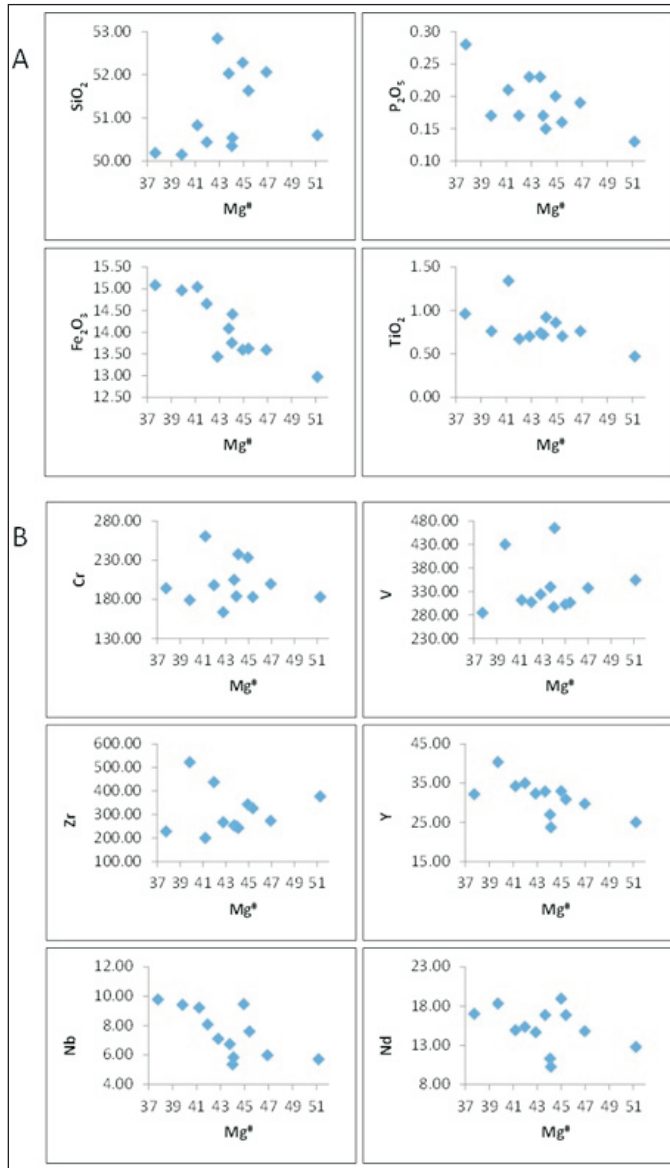 A
53.00
52.00
51.00
50.00
SiO₂
37 39 41 43 45 47 49 51
Mg#
0.30
0.25
0.20
0.15
0.10
P₂O₅
37 39 41 43 45 47 49 51
Mg#
15.50
15.00
14.50
14.00
13.50
13.00
12.50
Fe₂O₃
37 39 41 43 45 47 49 51
Mg#
1.50
1.00
0.50
0.00
TiO₂
37 39 41 43 45 47 49 51
Mg#
B
280.00
230.00
180.00
130.00
Cr
37 39 41 43 45 47 49 51
Mg#
480.00
430.00
380.00
330.00
280.00
230.00
V
37 39 41 43 45 47 49 51
Mg#
600.00
500.00
400.00
300.00
200.00
100.00
Zr
37 39 41 43 45 47 49 51
Mg#
45.00
35.00
25.00
15.00
Y
37 39 41 43 45 47 49 51
Mg#
12.00
10.00
8.00
6.00
4.00
Nb
37 39 41 43 45 47 49 51
Mg#
23.00
18.00
13.00
8.00
Nd
37 39 41 43 45 47 49 51
Mg#